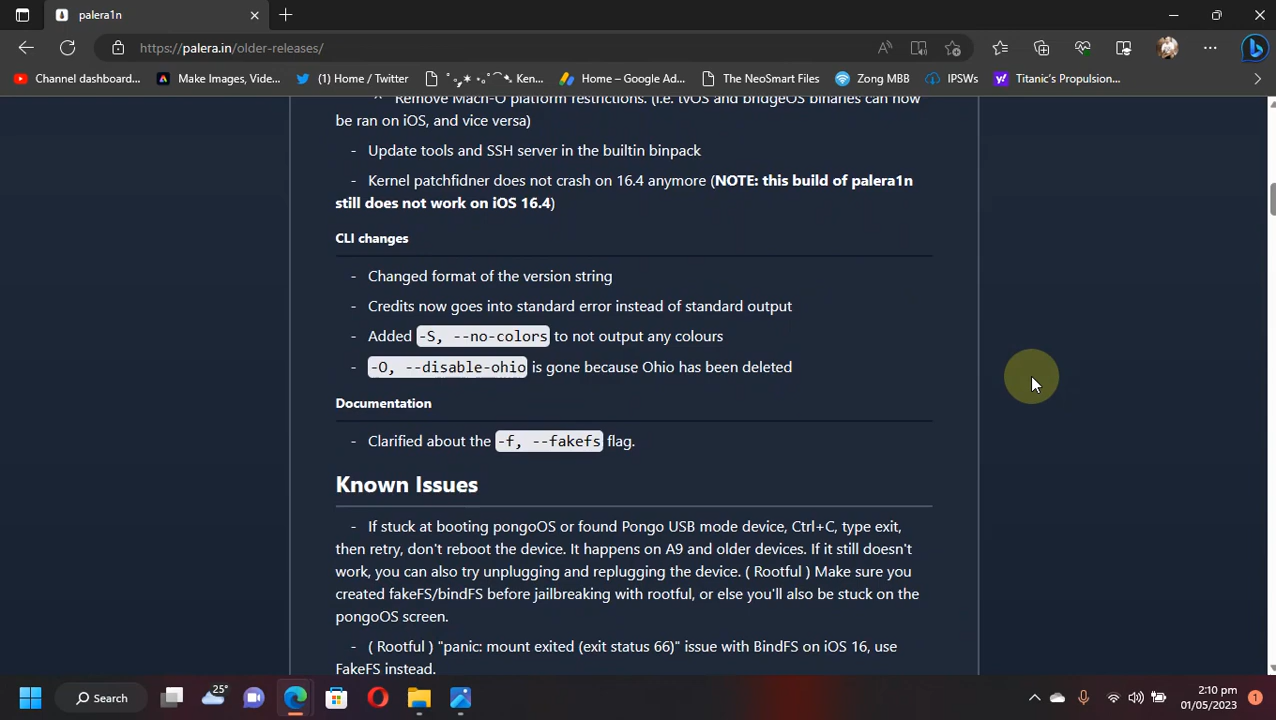 palera1n
https://palera.in/older-releases/
Channel dashboard...
Make Images, Vide...
(1) Home / Twitter
Home – Google Ad...
The NeoSmart Files
Zong MBB
IPSWs
Titanic's Propulsion...
Remove Mach-O platform restrictions. (i.e. tvOS and bridgeOS binaries can now
be ran on iOS, and vice versa)
- Update tools and SSH server in the builtin binpack
- Kernel patchfidner does not crash on 16.4 anymore (NOTE: this build of palera1n
still does not work on iOS 16.4)
CLI changes
- Changed format of the version string
- Credits now goes into standard error instead of standard output
- Added -S, --no-colors to not output any colours
- -O, --disable-ohio is gone because Ohio has been deleted
Documentation
- Clarified about the -f, --fakefs flag.
Known Issues
- If stuck at booting pongoOS or found Pongo USB mode device, Ctrl+C, type exit,
then retry, don't reboot the device. It happens on A9 and older devices. If it still doesn't
work, you can also try unplugging and replugging the device. ( Rootful ) Make sure you
created fakeFS/bindFS before jailbreaking with rootful, or else you'll also be stuck on the
pongoOS screen.
- ( Rootful ) "panic: mount exited (exit status 66)" issue with BindFS on iOS 16, use
FakeFS instead.
Search
25°
2:10 pm
01/05/2023
1